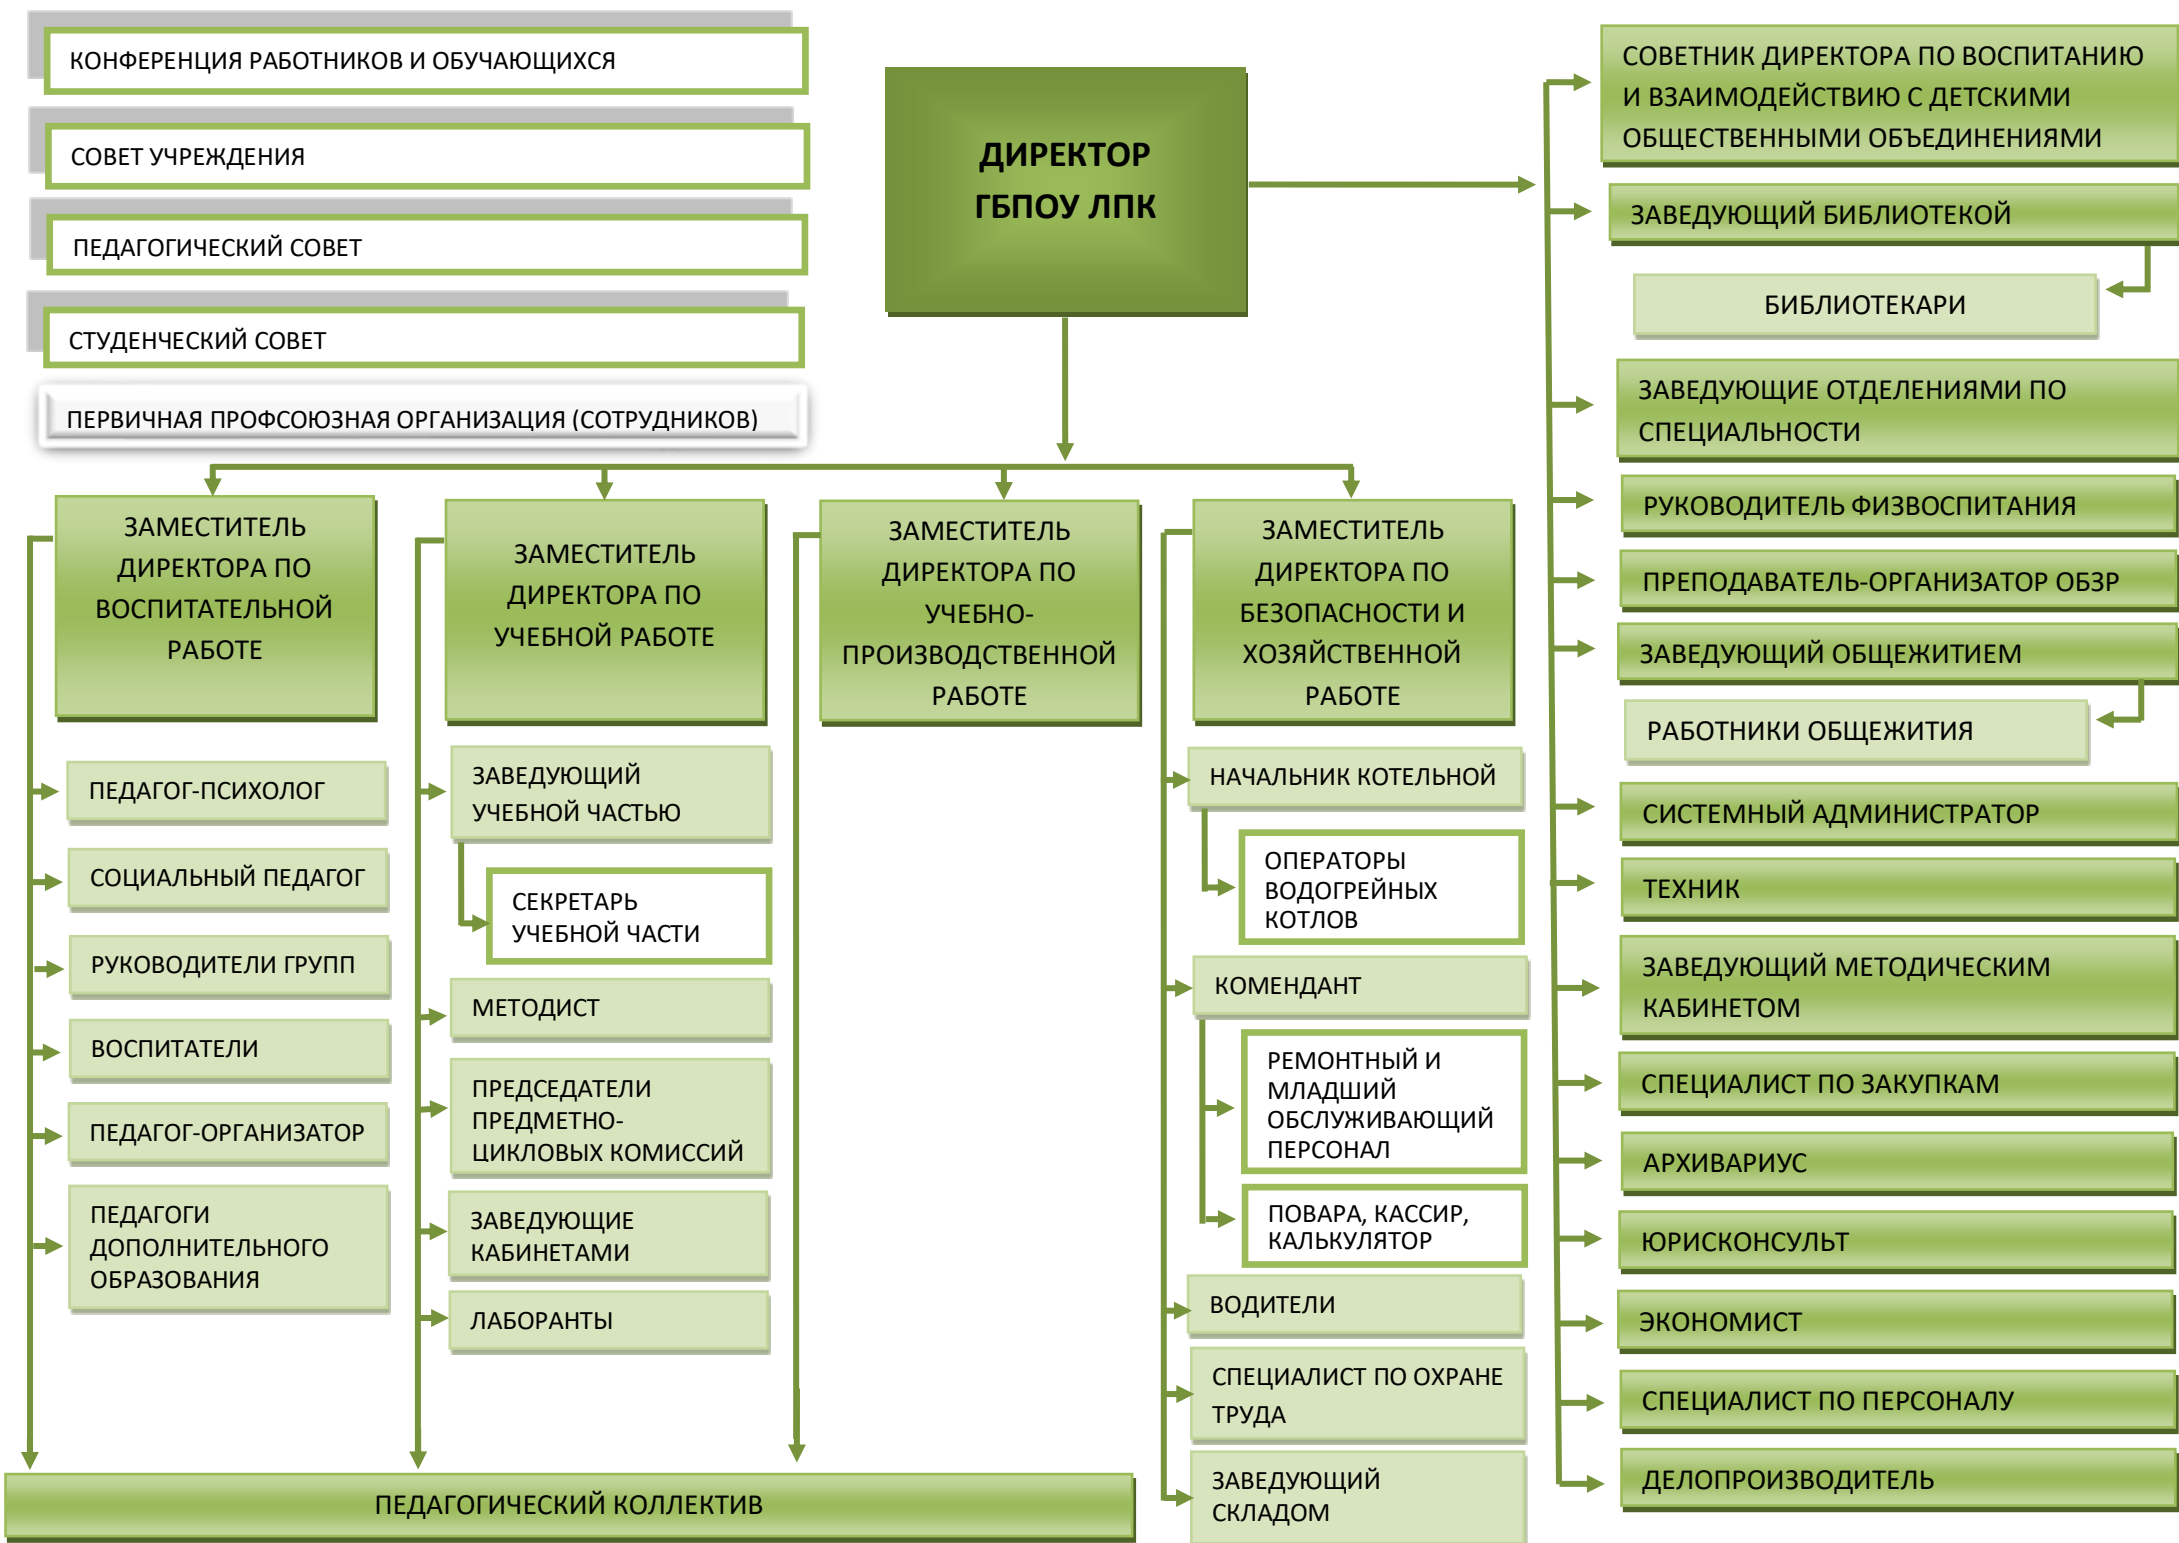 КОНФЕРЕНЦИЯ РАБОТНИКОВ И ОБУЧАЮЩИХСЯ
СОВЕТ УЧРЕЖДЕНИЯ
ПЕДАГОГИЧЕСКИЙ СОВЕТ
СТУДЕНЧЕСКИЙ СОВЕТ
ПЕРВИЧНАЯ ПРОФСОЮЗНАЯ ОРГАНИЗАЦИЯ (СОТРУДНИКОВ)
ДИРЕКТОР
ГБПОУ ЛПК
ЗАМЕСТИТЕЛЬ
ДИРЕКТОРА ПО
ВОСПИТАТЕЛЬНОЙ
РАБОТЕ
ПЕДАГОГ-ПСИХОЛОГ
СОЦИАЛЬНЫЙ ПЕДАГОГ
РУКОВОДИТЕЛИ ГРУПП
ВОСПИТАТЕЛИ
ПЕДАГОГ-ОРГАНИЗАТОР
ПЕДАГОГИ
ДОПОЛНИТЕЛЬНОГО
ОБРАЗОВАНИЯ
ЗАМЕСТИТЕЛЬ
ДИРЕКТОРА ПО
УЧЕБНОЙ РАБОТЕ
ЗАВЕДУЮЩИЙ
УЧЕБНОЙ ЧАСТЬЮ
СЕКРЕТАРЬ
УЧЕБНОЙ ЧАСТИ
МЕТОДИСТ
ПРЕДСЕДАТЕЛИ
ПРЕДМЕТНО-
ЦИКЛОВЫХ КОМИССИЙ
ЗАВЕДУЮЩИЕ
КАБИНЕТАМИ
ЛАБОРАНТЫ
ЗАМЕСТИТЕЛЬ
ДИРЕКТОРА ПО
УЧЕБНО-
ПРОИЗВОДСТВЕННОЙ
РАБОТЕ
ПЕДАГОГИЧЕСКИЙ КОЛЛЕКТИВ
ЗАМЕСТИТЕЛЬ
ДИРЕКТОРА ПО
БЕЗОПАСНОСТИ И
ХОЗЯЙСТВЕННОЙ
РАБОТЕ
НАЧАЛЬНИК КОТЕЛЬНОЙ
ОПЕРАТОРЫ
ВОДОГРЕЙНЫХ
КОТЛОВ
КОМЕНДАНТ
РЕМОНТНЫЙ И
МЛАДШИЙ
ОБСЛУЖИВАЮЩИЙ
ПЕРСОНАЛ
ПОВАРА, КАССИР,
КАЛЬКУЛЯТОР
ВОДИТЕЛИ
СПЕЦИАЛИСТ ПО ОХРАНЕ
ТРУДА
ЗАВЕДУЮЩИЙ
СКЛАДОМ
СОВЕТНИК ДИРЕКТОРА ПО ВОСПИТАНИЮ
И ВЗАИМОДЕЙСТВИЮ С ДЕТСКИМИ
ОБЩЕСТВЕННЫМИ ОБЪЕДИНЕНИЯМИ
ЗАВЕДУЮЩИЙ БИБЛИОТЕКОЙ
БИБЛИОТЕКАРИ
ЗАВЕДУЮЩИЕ ОТДЕЛЕНИЯМИ ПО
СПЕЦИАЛЬНОСТИ
РУКОВОДИТЕЛЬ ФИЗВОСПИТАНИЯ
ПРЕПОДАВАТЕЛЬ-ОРГАНИЗАТОР ОБЗР
ЗАВЕДУЮЩИЙ ОБЩЕЖИТИЕМ
РАБОТНИКИ ОБЩЕЖИТИЯ
СИСТЕМНЫЙ АДМИНИСТРАТОР
ТЕХНИК
ЗАВЕДУЮЩИЙ МЕТОДИЧЕСКИМ
КАБИНЕТОМ
СПЕЦИАЛИСТ ПО ЗАКУПКАМ
АРХИВАРИУС
ЮРИСКОНСУЛЬТ
ЭКОНОМИСТ
СПЕЦИАЛИСТ ПО ПЕРСОНАЛУ
ДЕЛОПРОИЗВОДИТЕЛЬ